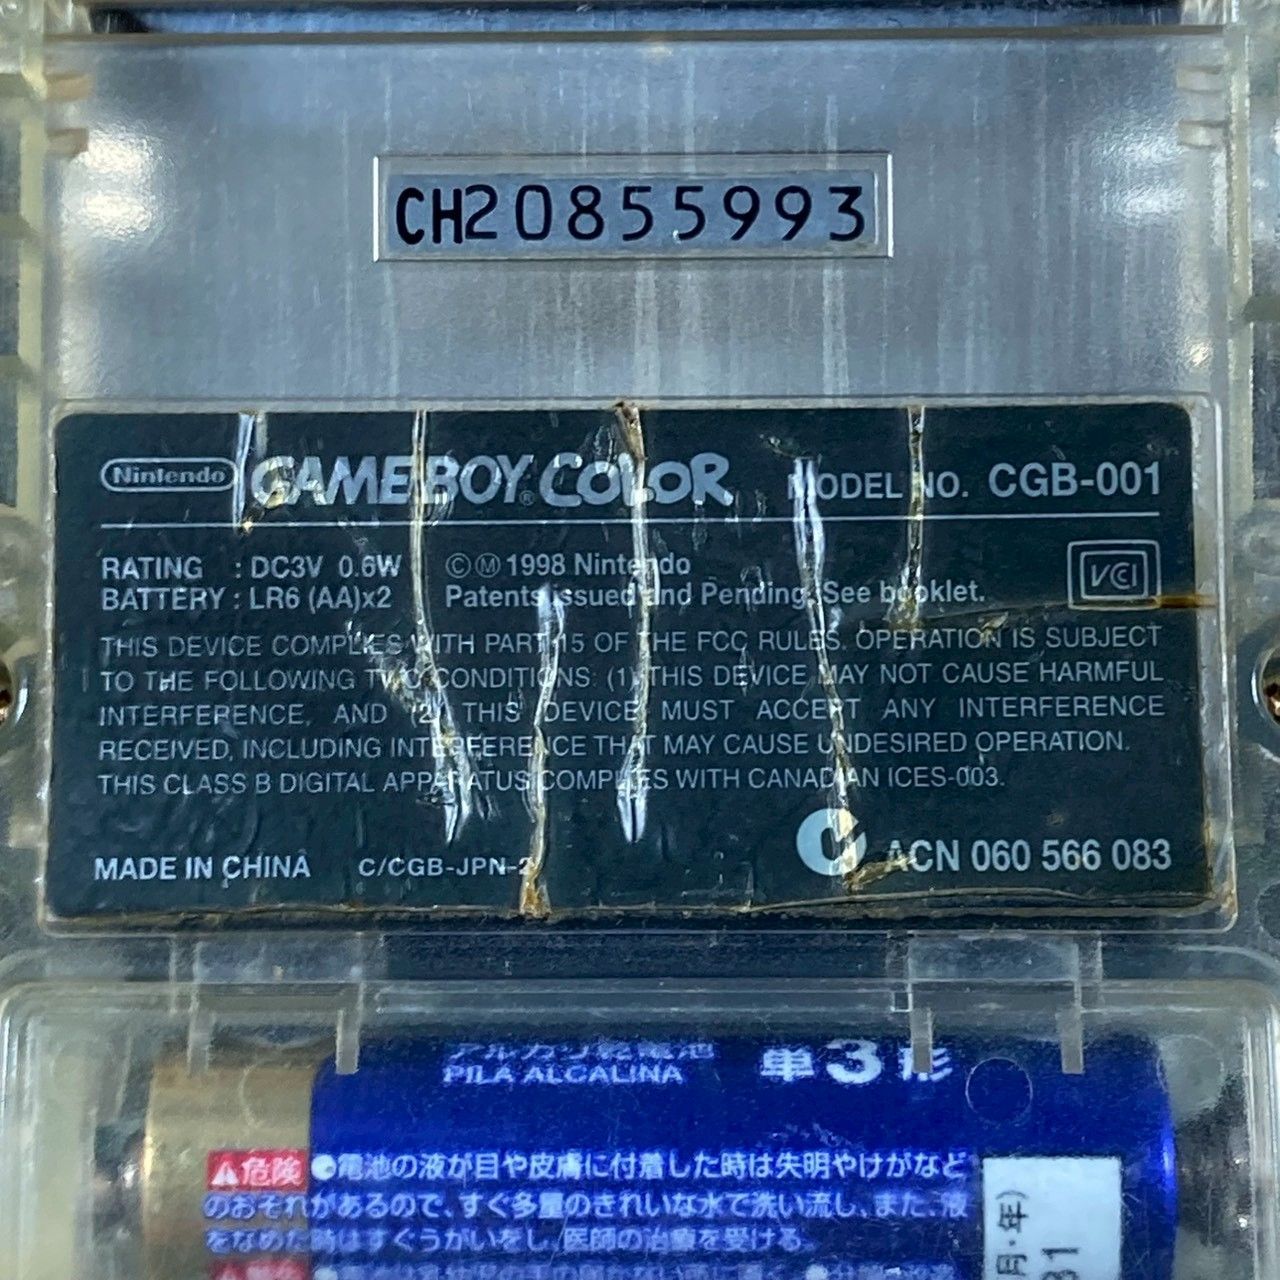 CH20855993
Nintendo GAME BOY COLOR MODEL NO. CGB-001
RATING : DC3V 0.6W ©Ⓜ1998 Nintendo
BATTERY : LR6 (AA)x2 Patents issued and Pending. See booklet.
VCI
THIS DEVICE COMPLIES WITH PART 15 OF THE FCC RULES. OPERATION IS SUBJECT
TO THE FOLLOWING TWO CONDITIONS: (1) THIS DEVICE MAY NOT CAUSE HARMFUL
INTERFERENCE, AND (2) THIS DEVICE MUST ACCEPT ANY INTERFERENCE
RECEIVED, INCLUDING INTERFERENCE THAT MAY CAUSE UNDESIRED OPERATION.
THIS CLASS B DIGITAL APPARATUS COMPLIES WITH CANADIAN ICES-003.
MADE IN CHINA C/CGB-JPN-2 ACN 060 566 083
アルカリ乾電池 単3形
PILA ALCALINA
危険 ●電池の液が目や皮膚に付着した時は失明やけがなど
のおそれがあるので、すぐ多量のきれいな水で洗い流し、また、液
をなめた時はすぐうがいをし、医師の治療を受ける。
月・年)